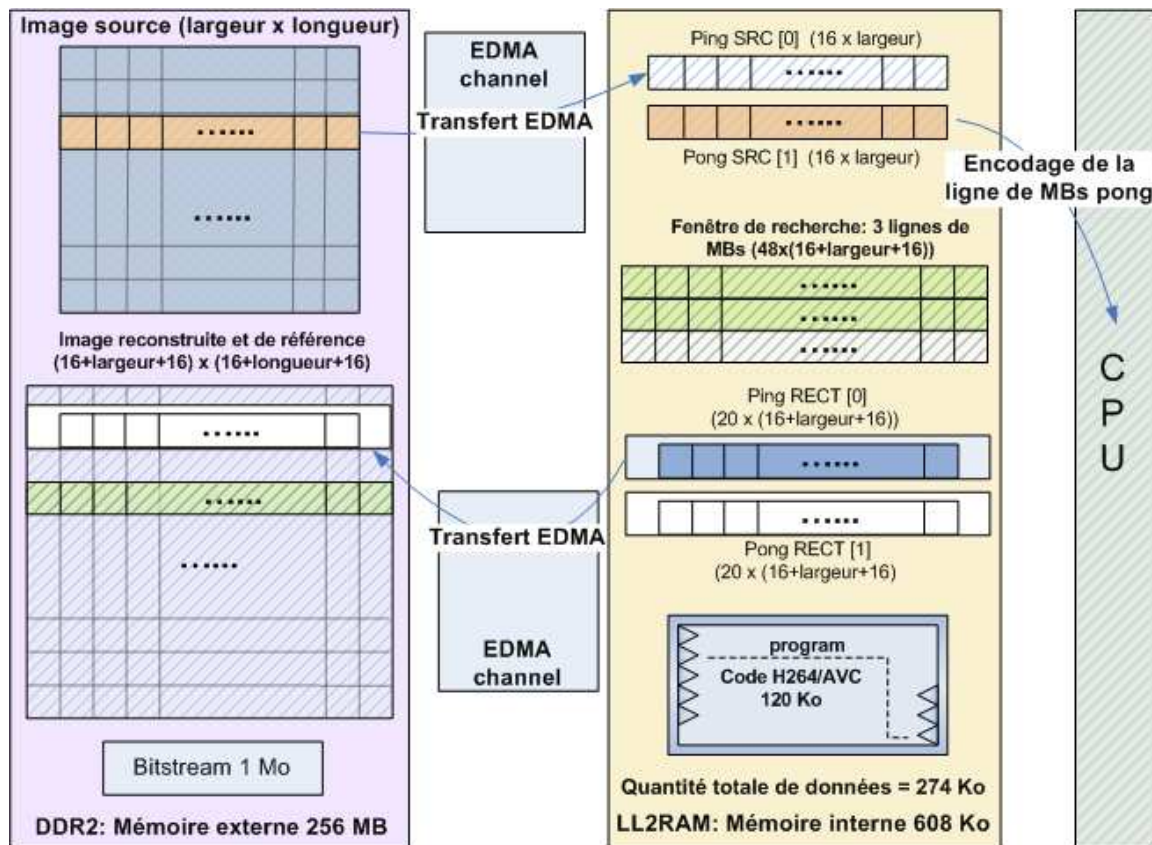 Image source (largeur x longueur)
Image reconstruite et de référence
(16+largeur+16) x (16+longueur+16)
Bitstream 1 Mo
DDR2: Mémoire externe 256 MB
EDMA
channel
Transfert EDMA
Transfert EDMA
EDMA
channel
Ping SRC [0] (16 x largeur)
Pong SRC [1] (16 x largeur)
Fenêtre de recherche: 3 lignes de
MBs (48x(16+largeur+16))
Ping RECT [0]
(20 x (16+largeur+16))
Pong RECT [1]
(20 x (16+largeur+16)
program
Code H264/AVC
120 Ko
Quantité totale de données = 274 Ko
LL2RAM: Mémoire interne 608 Ko
Encodage de la
ligne de MBs pong
C
P
U